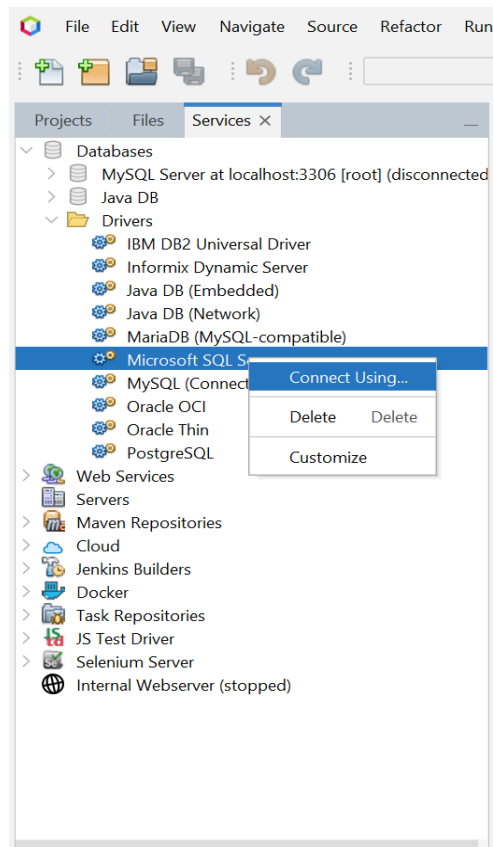 File Edit View Navigate Source Refactor Run
Projects Files Services
Databases
MySQL Server at localhost:3306 [root] (disconnected
Java DB
Drivers
IBM DB2 Universal Driver
Informix Dynamic Server
Java DB (Embedded)
Java DB (Network)
MariaDB (MySQL-compatible)
Microsoft SQL S
Connect Using...
MySQL (Connect
Delete Delete
Oracle OCI
Oracle Thin
Customize
PostgreSQL
Web Services
Servers
Maven Repositories
Cloud
Jenkins Builders
Docker
Task Repositories
JS Test Driver
Selenium Server
Internal Webserver (stopped)